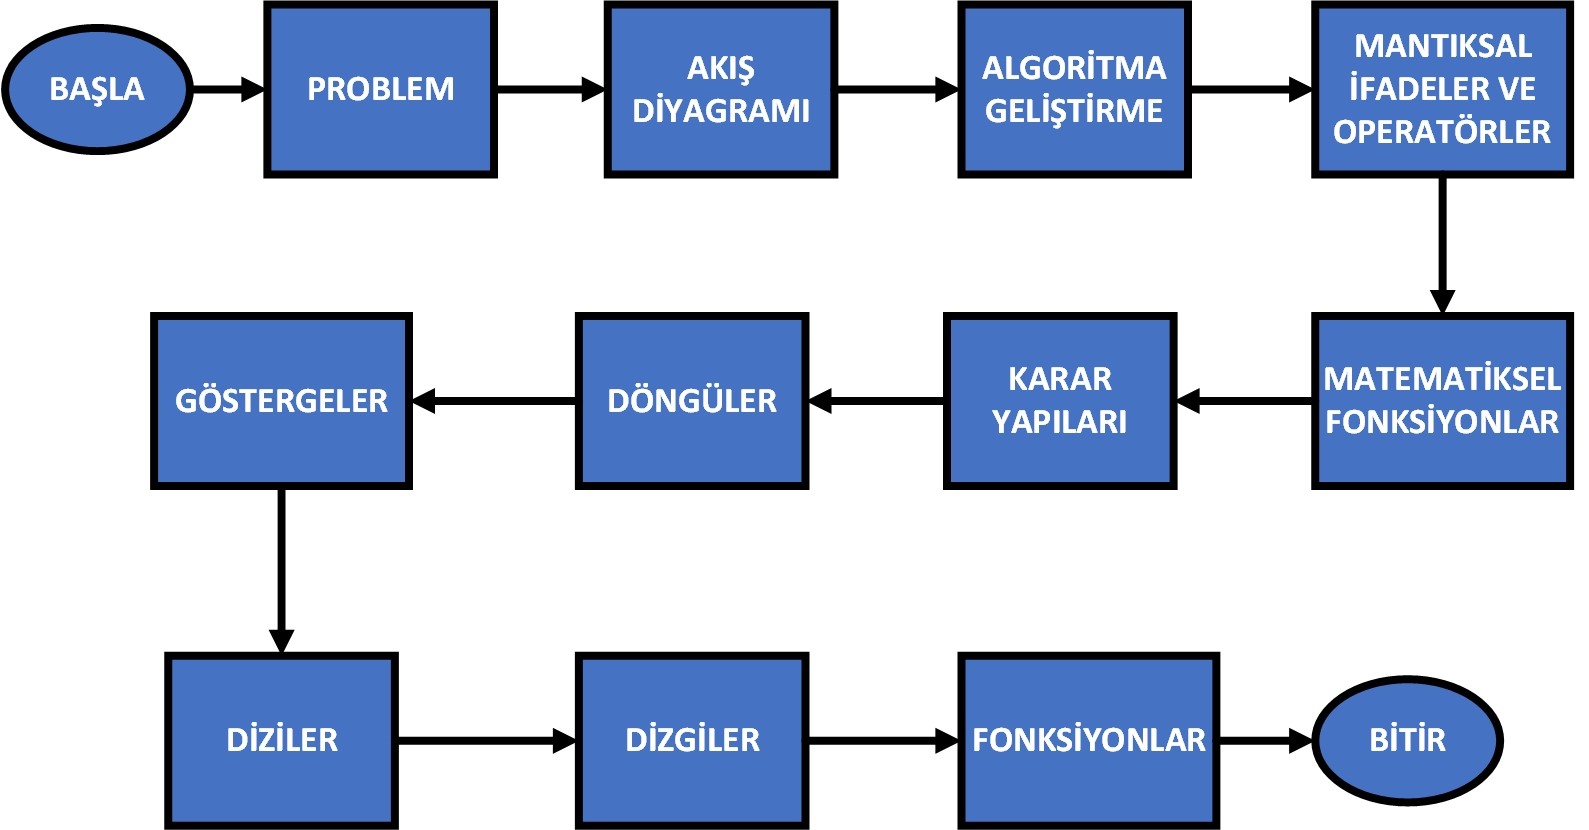 BAŞLA
PROBLEM
AKIŞ
DİYAGRAMI
ALGORİTMA
GELİŞTİRME
MANTIKSAL
İFADELER VE
OPERATÖRLER
MATEMATİKSEL
FONKSİYONLAR
KARAR
YAPILARI
DÖNGÜLER
GÖSTERGELER
DİZİLER
DİZGİLER
FONKSİYONLAR
BİTİR